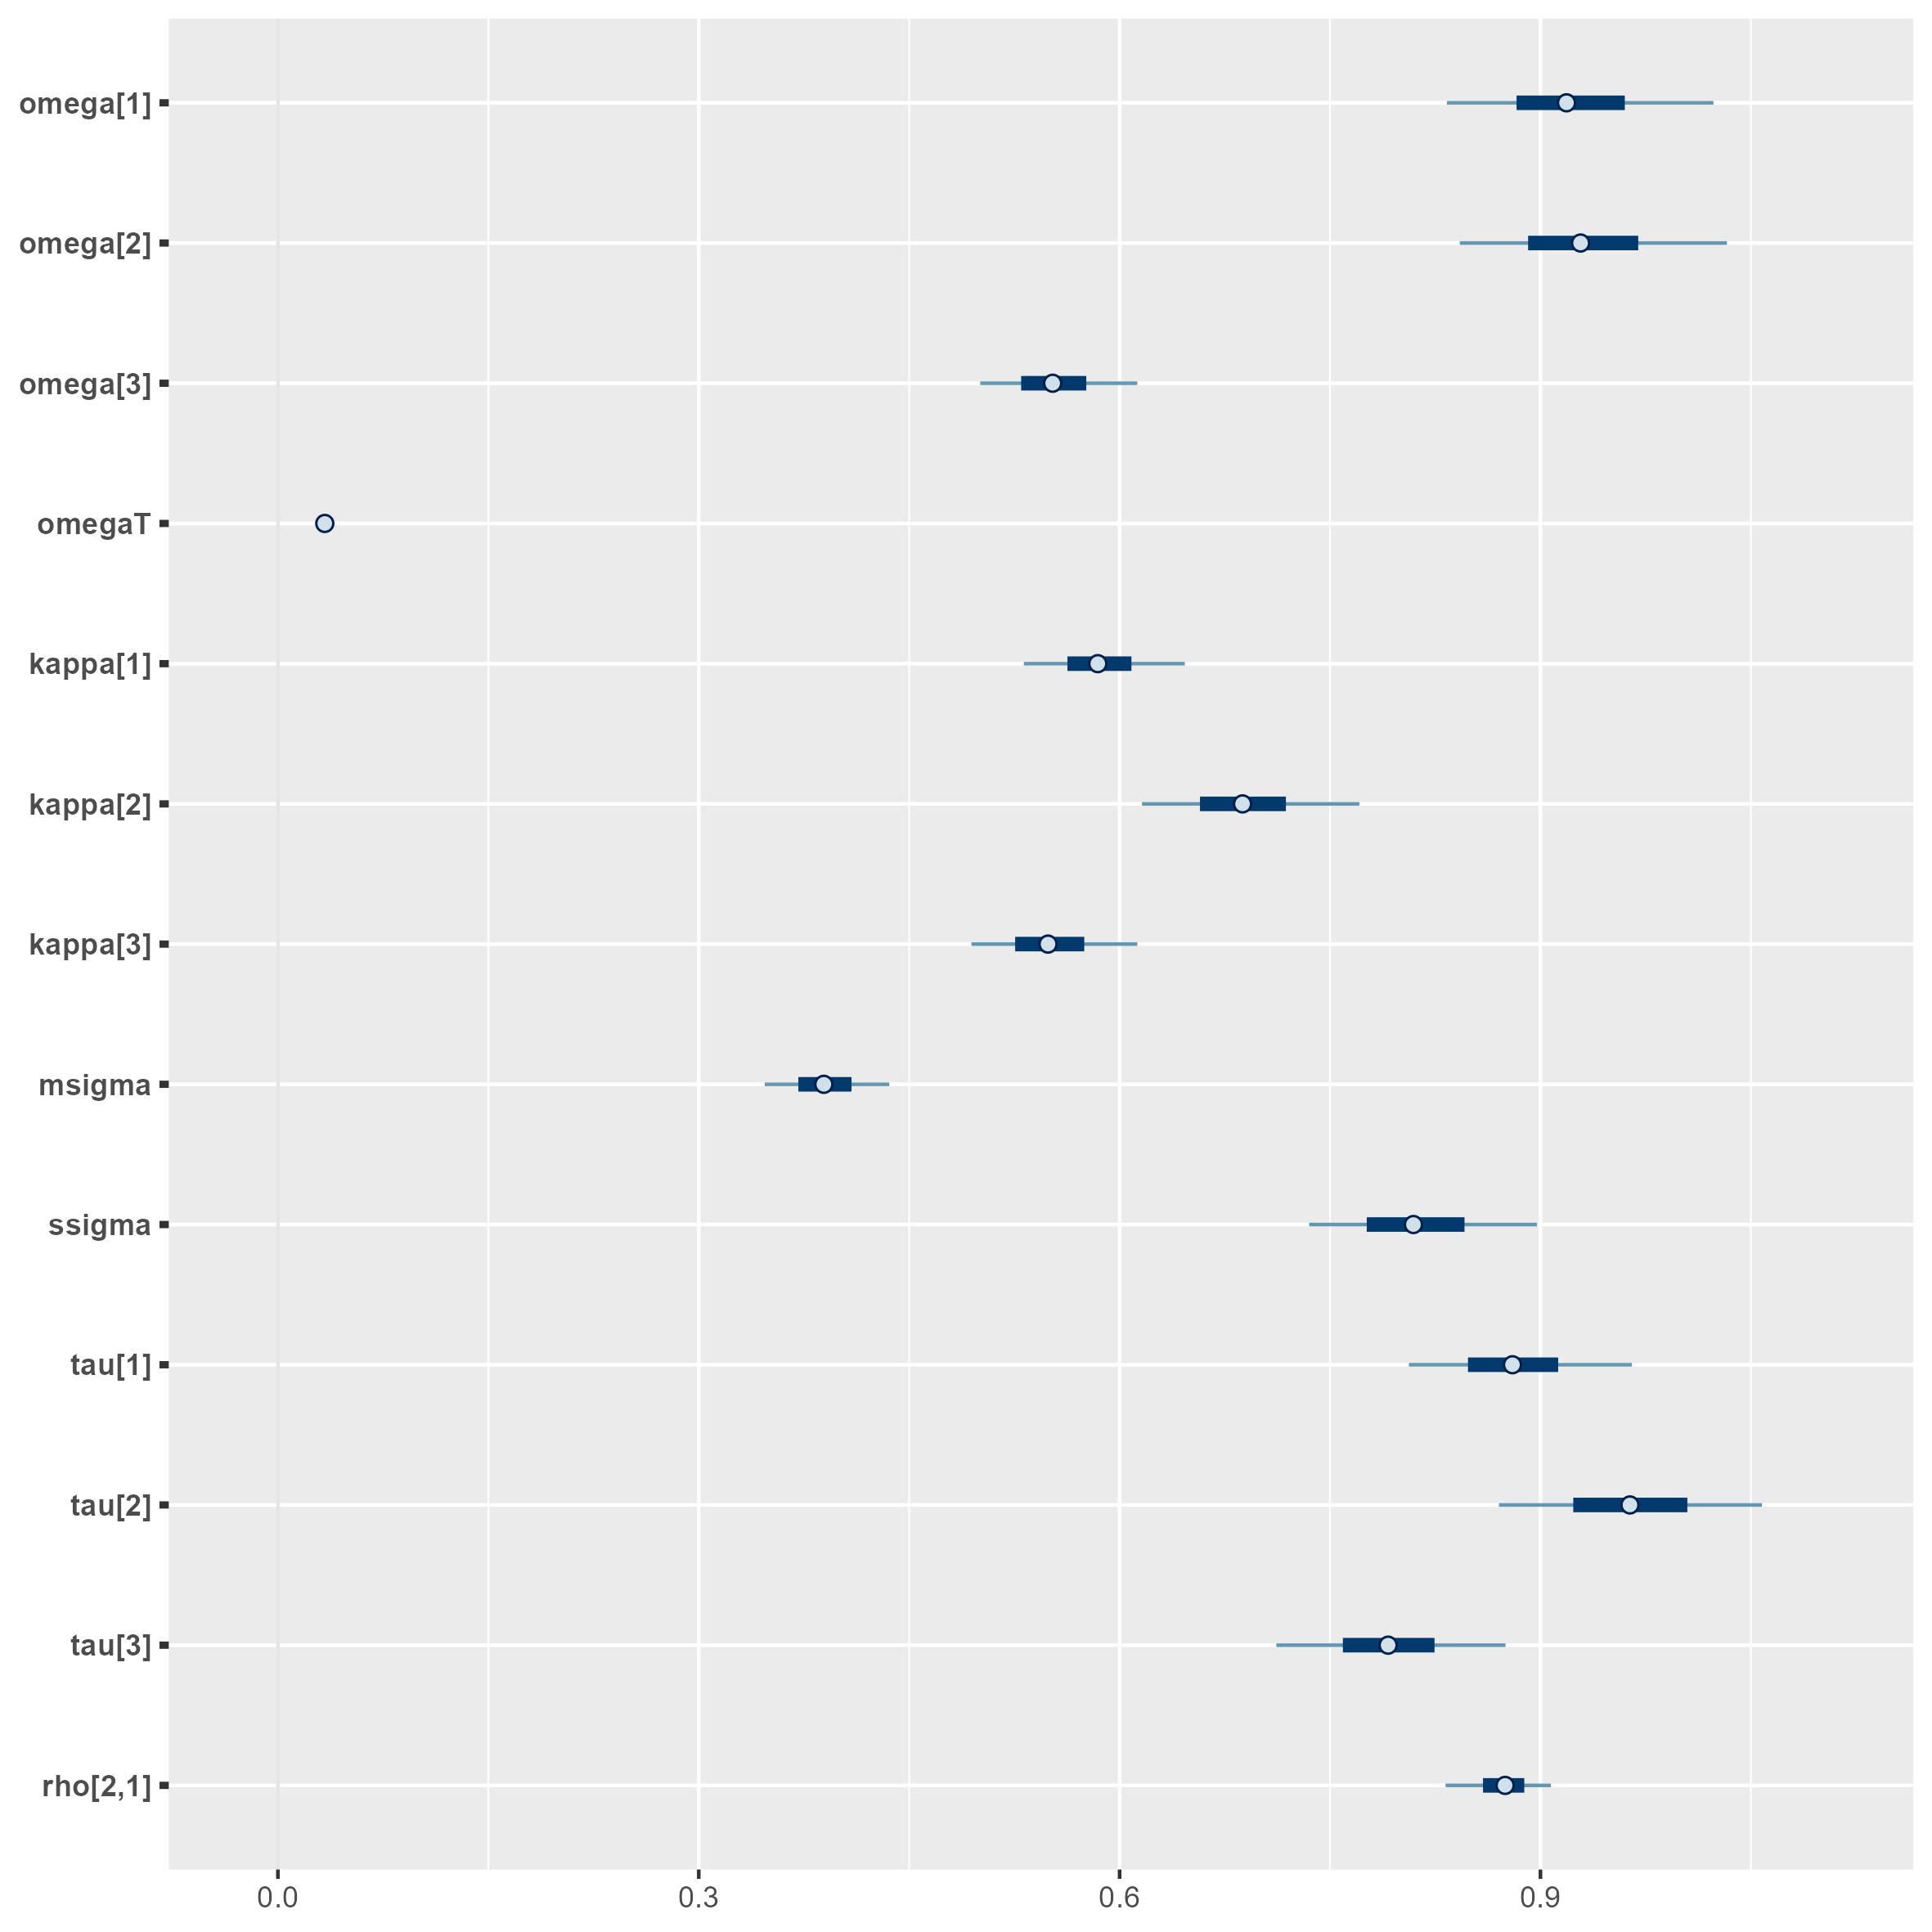 omega[1]
omega[2]
omega[3]
omegaT
kappa[1]
kappa[2]
kappa[3]
msigma
ssigma
tau[1]
tau[2]
tau[3]
rho[2,1]
0.0 0.3 0.6 0.9